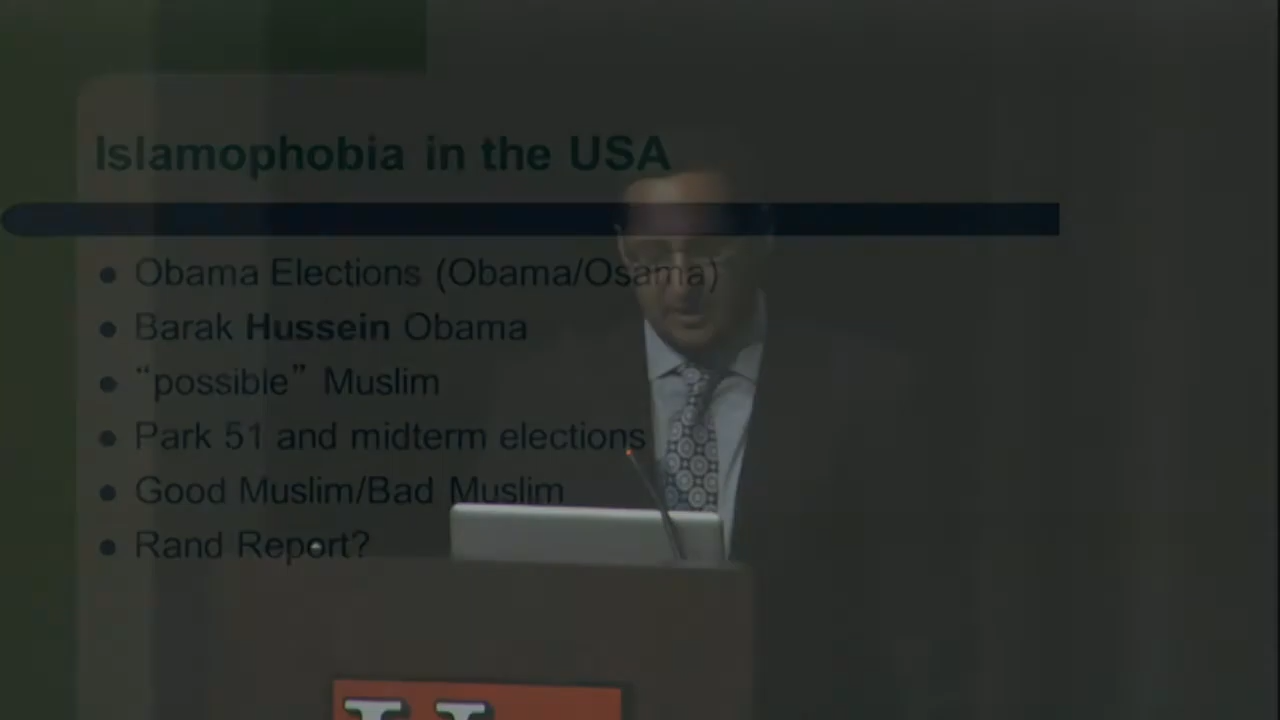 Islamophobia in the USA
• Obama Elections (Obama/Osama)
• Barak Hussein Obama
• “possible” Muslim
• Park 51 and midterm elections
• Good Muslim/Bad Muslim
• Rand Report?